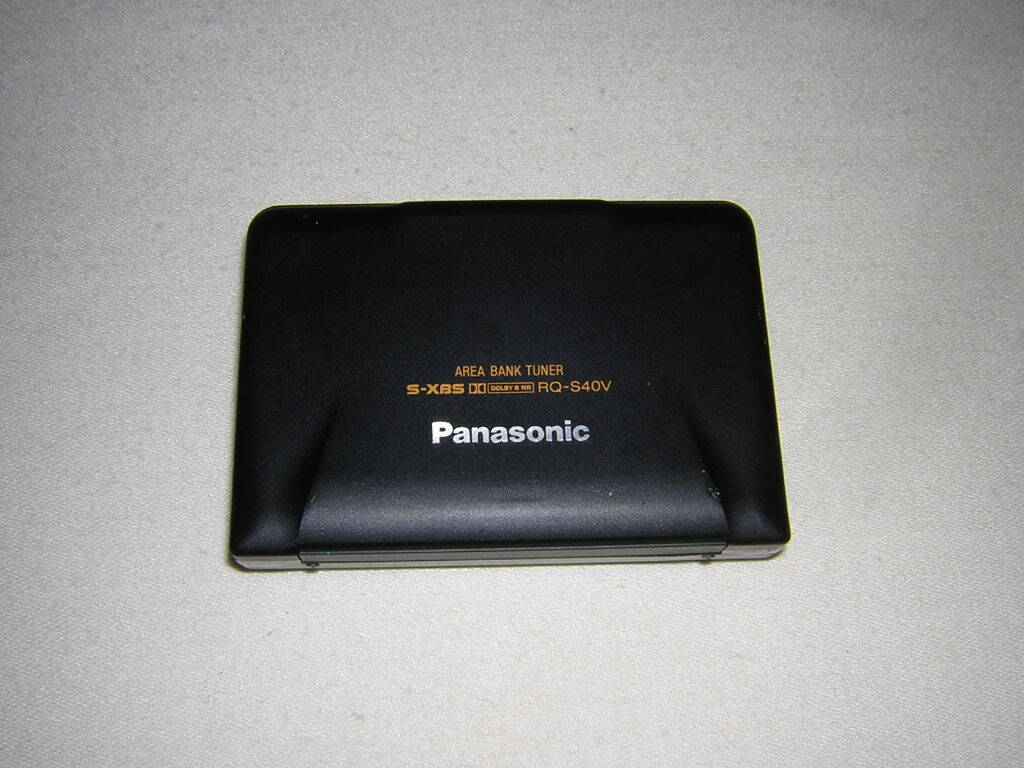 AREA BANK TUNER
S-XBS DOLBY B NR RQ-S40V
Panasonic